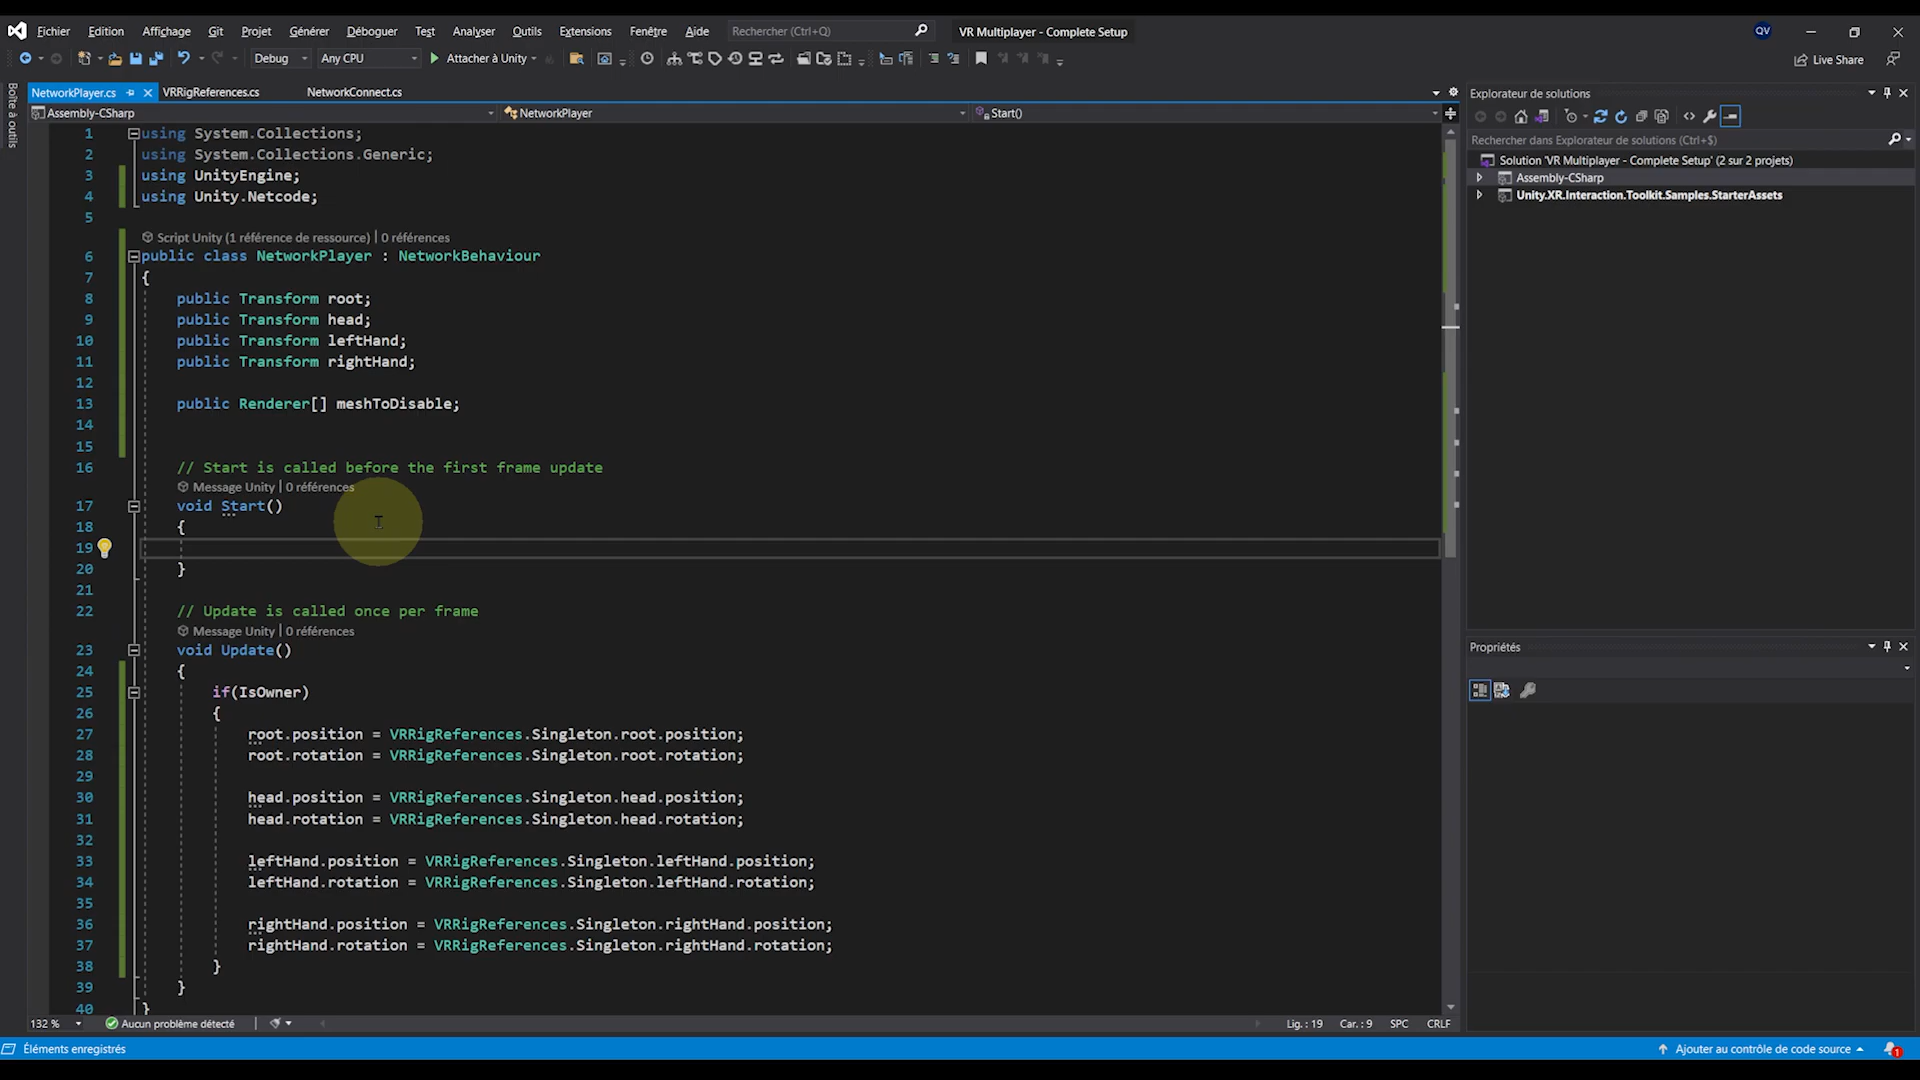 Fichier Edition Affichage Git Projet Générer Déboguer Test Analyser Outils Extensions Fenêtre Aide Rechercher (Ctrl+Q) VR Multiplayer - Complete Setup QV
Debug Any CPU Attacher à Unity Live Share
Boîte à outils
NetworkPlayer.cs VRRigReferences.cs NetworkConnect.cs
Assembly-CSharp NetworkPlayer Start()
1 using System.Collections;
2 using System.Collections.Generic;
3 using UnityEngine;
4 using Unity.Netcode;
5
Script Unity (1 référence de ressource) | 0 références
6 public class NetworkPlayer : NetworkBehaviour
7 {
8 public Transform root;
9 public Transform head;
10 public Transform leftHand;
11 public Transform rightHand;
12
13 public Renderer[] meshToDisable;
14
15
16 // Start is called before the first frame update
Message Unity | 0 références
17 void Start()
18 {
19
20 }
21
22 // Update is called once per frame
Message Unity | 0 références
23 void Update()
24 {
25 if(IsOwner)
26 {
27 root.position = VRRigReferences.Singleton.root.position;
28 root.rotation = VRRigReferences.Singleton.root.rotation;
29
30 head.position = VRRigReferences.Singleton.head.position;
31 head.rotation = VRRigReferences.Singleton.head.rotation;
32
33 leftHand.position = VRRigReferences.Singleton.leftHand.position;
34 leftHand.rotation = VRRigReferences.Singleton.leftHand.rotation;
35
36 rightHand.position = VRRigReferences.Singleton.rightHand.position;
37 rightHand.rotation = VRRigReferences.Singleton.rightHand.rotation;
38 }
39 }
40 }
132 % Aucun problème détecté Lig. : 19 Car. : 9 SPC CRLF
Explorateur de solutions
Rechercher dans Explorateur de solutions (Ctrl+$)
Solution 'VR Multiplayer - Complete Setup' (2 sur 2 projets)
Assembly-CSharp
Unity.XR.Interaction.Toolkit.Samples.StarterAssets
Propriétés
Éléments enregistrés Ajouter au contrôle de code source 1